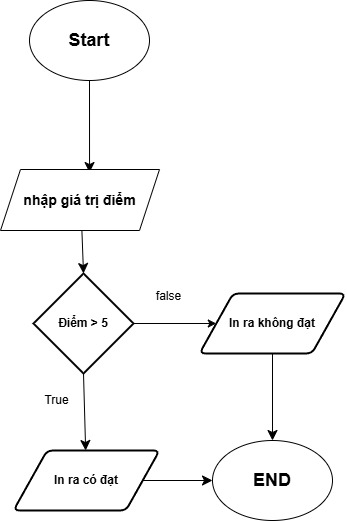 Start
nhập giá trị điểm
false
Điểm > 5
In ra không đạt
True
In ra có đạt
END